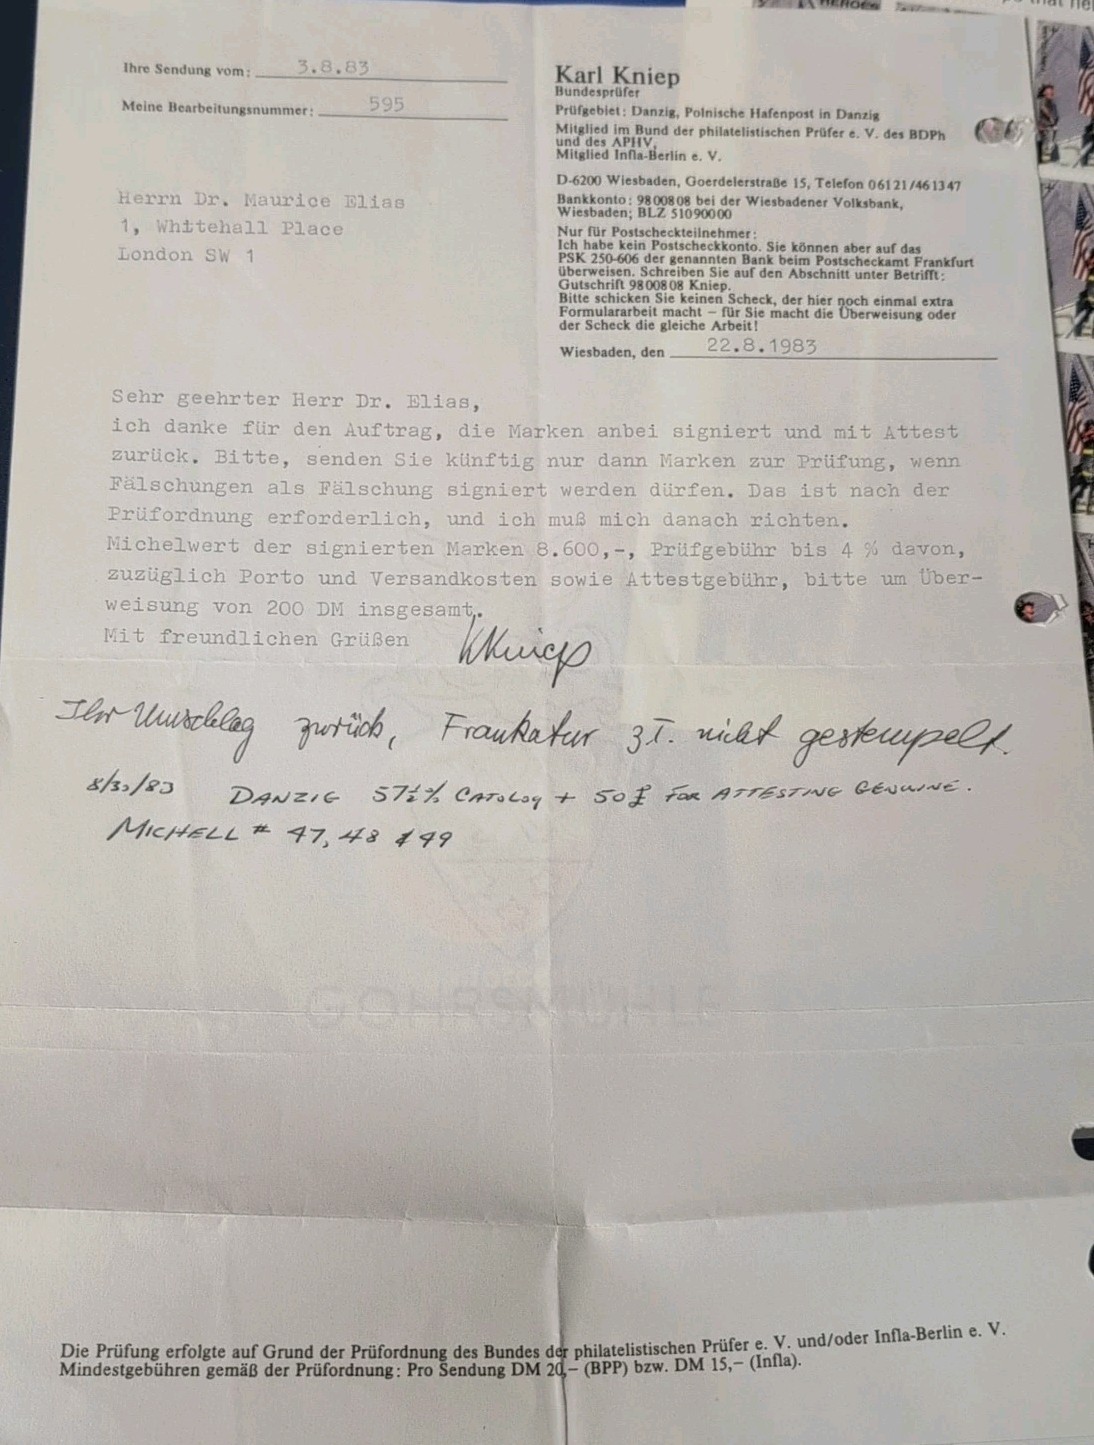 Ihre Sendung vom: 3.8.83
Meine Bearbeitungsnummer: 595
Karl Kniep
Bundesprüfer
Prüfgebiet: Danzig, Polnische Hafenpost in Danzig
Mitglied im Bund der philatelistischen Prüfer e. V. des BDPh
und des APHV,
Mitglied Infla-Berlin e. V.
D-6200 Wiesbaden, Goerdelerstraße 15, Telefon 06121/461347
Bankkonto: 9800808 bei der Wiesbadener Volksbank,
Wiesbaden; BLZ 51090000
Nur für Postscheckteilnehmer:
Ich habe kein Postscheckkonto. Sie können aber auf das
PSK 250-606 der genannten Bank beim Postscheckamt Frankfurt
überweisen. Schreiben Sie auf den Abschnitt unter Betrifft:
Gutschrift 9800808 Kniep.
Bitte schicken Sie keinen Scheck, der hier noch einmal extra
Formulararbeit macht – für Sie macht die Überweisung oder
der Scheck die gleiche Arbeit!
Wiesbaden, den 22.8.1983
Herrn Dr. Maurice Elias
1, Whitehall Place
London SW 1
Sehr geehrter Herr Dr. Elias,
ich danke für den Auftrag, die Marken anbei signiert und mit Attest
zurück. Bitte, senden Sie künftig nur dann Marken zur Prüfung, wenn
Fälschungen als Fälschung signiert werden dürfen. Das ist nach der
Prüfordnung erforderlich, und ich muß mich danach richten.
Michelwert der signierten Marken 8.600,-, Prüfgebühr bis 4 % davon,
zuzüglich Porto und Versandkosten sowie Attestgebühr, bitte um Über-
weisung von 200 DM insgesamt.
Mit freundlichen Grüßen KKniep
Ihr Umschlag zurück, Frankatur z.T. nicht gestempelt.
8/30/83 DANZIG 57½% CATOLOG + 50£ FOR ATTESTING GENUINE.
MICHELL # 47, 48 & 49
GOHRSMÜHLE
Die Prüfung erfolgte auf Grund der Prüfordnung des Bundes der philatelistischen Prüfer e. V. und/oder Infla-Berlin e. V.
Mindestgebühren gemäß der Prüfordnung: Pro Sendung DM 20,– (BPP) bzw. DM 15,– (Infla).